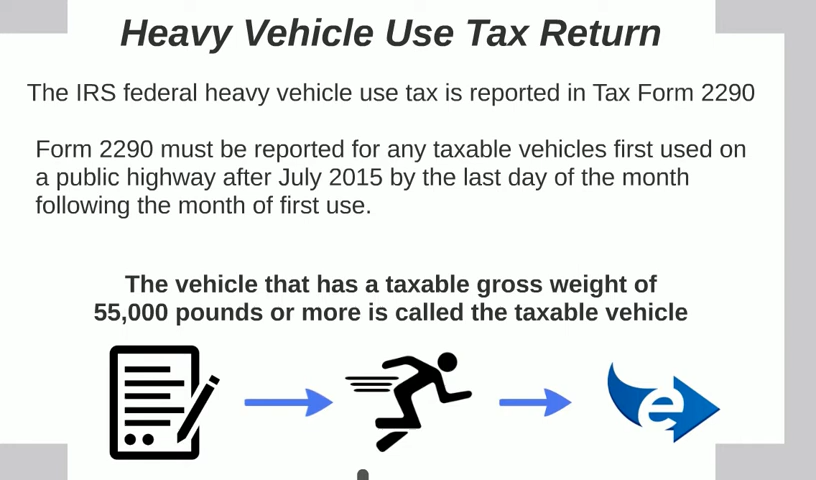 Heavy Vehicle Use Tax Return
The IRS federal heavy vehicle use tax is reported in Tax Form 2290
Form 2290 must be reported for any taxable vehicles first used on
a public highway after July 2015 by the last day of the month
following the month of first use.
The vehicle that has a taxable gross weight of
55,000 pounds or more is called the taxable vehicle
e